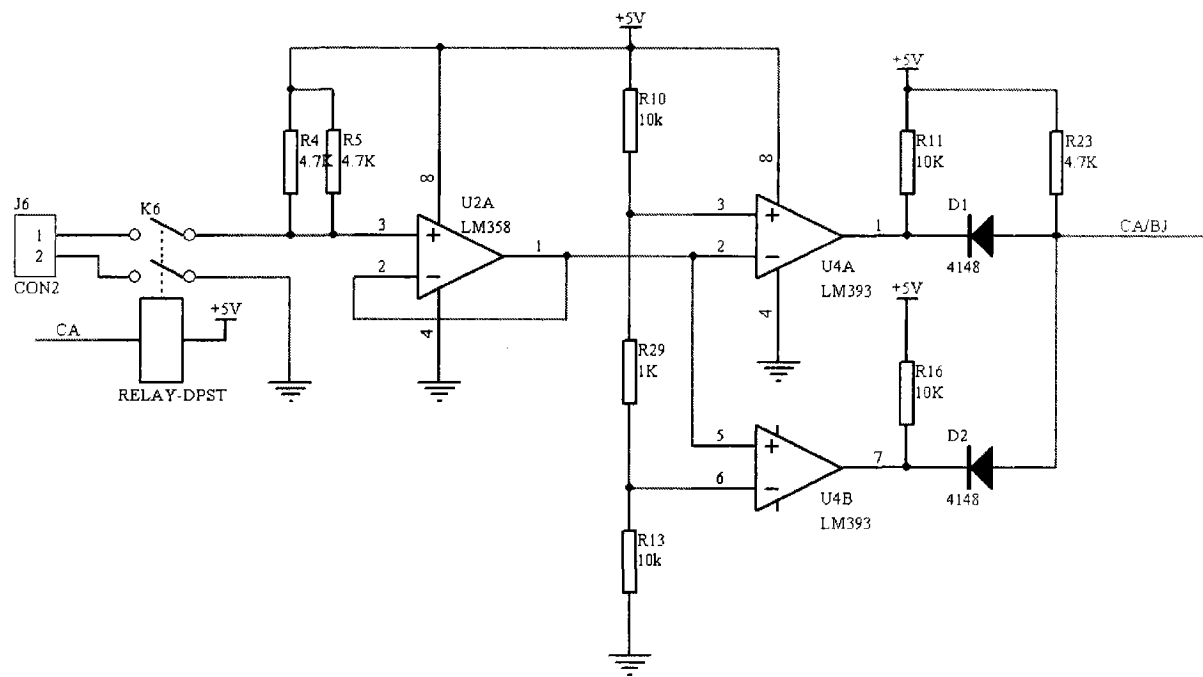 +5V
+5V
R10
10k
R4
4.7K
R5
4.7K
R11
10K
R23
4.7K
8
8
U2A
LM358
J6
1
2
CON2
K6
3
2
1
4
3
2
1
4
U4A
LM393
D1
4148
CA/BJ
+5V
CA
RELAY-DPST
+5V
R29
1K
R16
10K
5
6
7
U4B
LM393
D2
4148
R13
10k